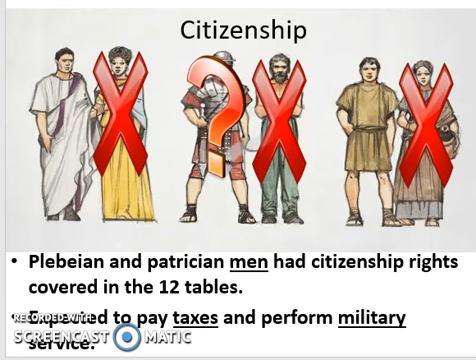 Citizenship
?
• Plebeian and patrician men had citizenship rights
covered in the 12 tables.
• Expected to pay taxes and perform military
RECORDED WITH
SCREENCAST MATIC
service.